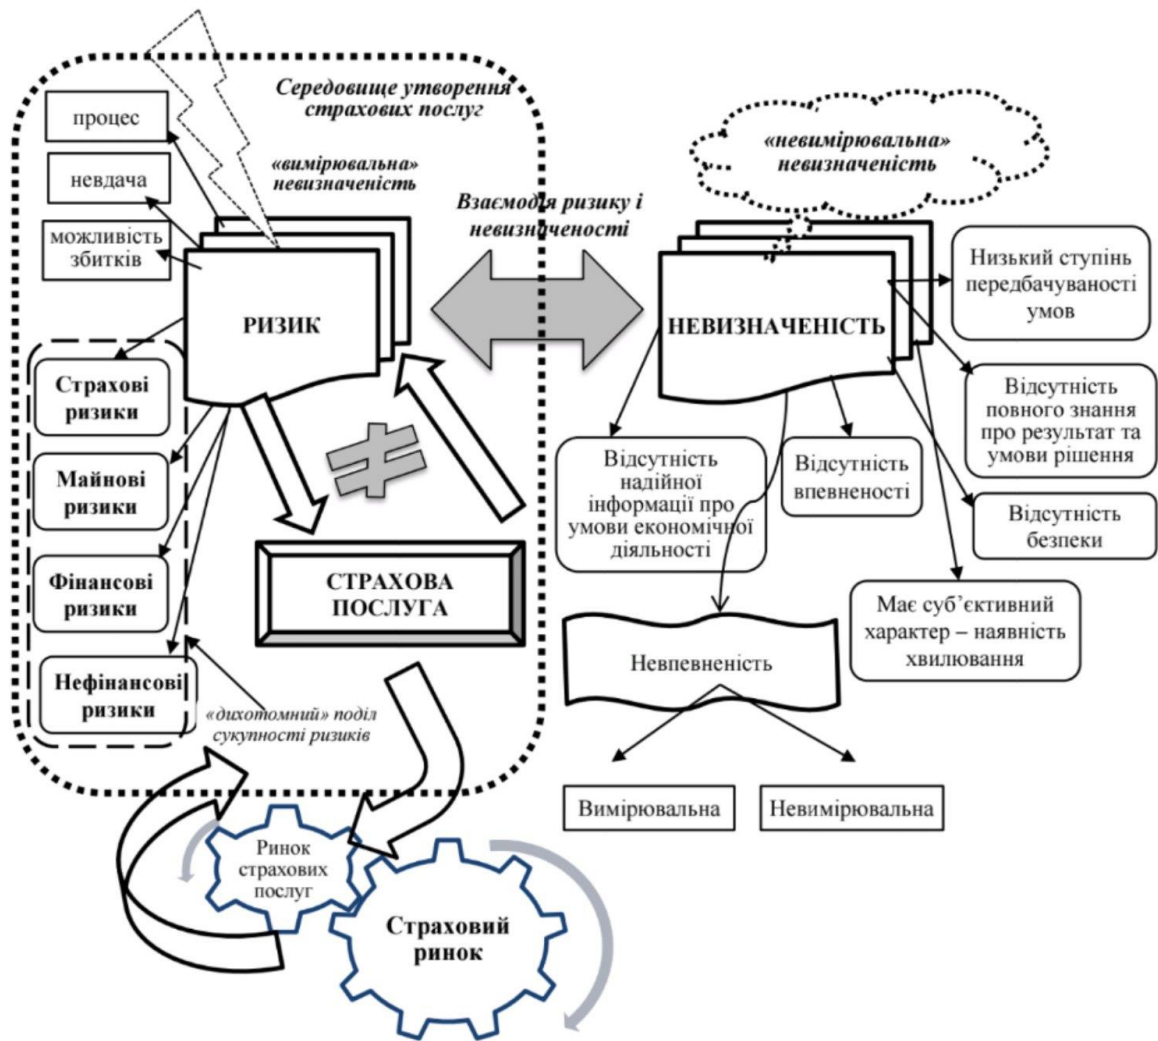 Середовище утворення
страхових послуг
процес
невдача
можливість
збитків
«вимірювальна»
невизначеність
РИЗИК
Страхові
ризики
Майнові
ризики
Фінансові
ризики
Нефінансові
ризики
«дихотомний» поділ
сукупності ризиків
СТРАХОВА
ПОСЛУГА
Взаємодія ризику і
невизначеності
«невимірювальна»
невизначеність
НЕВИЗНАЧЕНІСТЬ
Низький ступінь
передбачуваності
умов
Відсутність
повного знання
про результат та
умови рішення
Відсутність
надійної
інформації про
умови економічної
діяльності
Відсутність
впевненості
Відсутність
безпеки
Має суб’єктивний
характер – наявність
хвилювання
Невпевненість
Вимірювальна
Невимірювальна
Ринок
страхових
послуг
Страховий
ринок